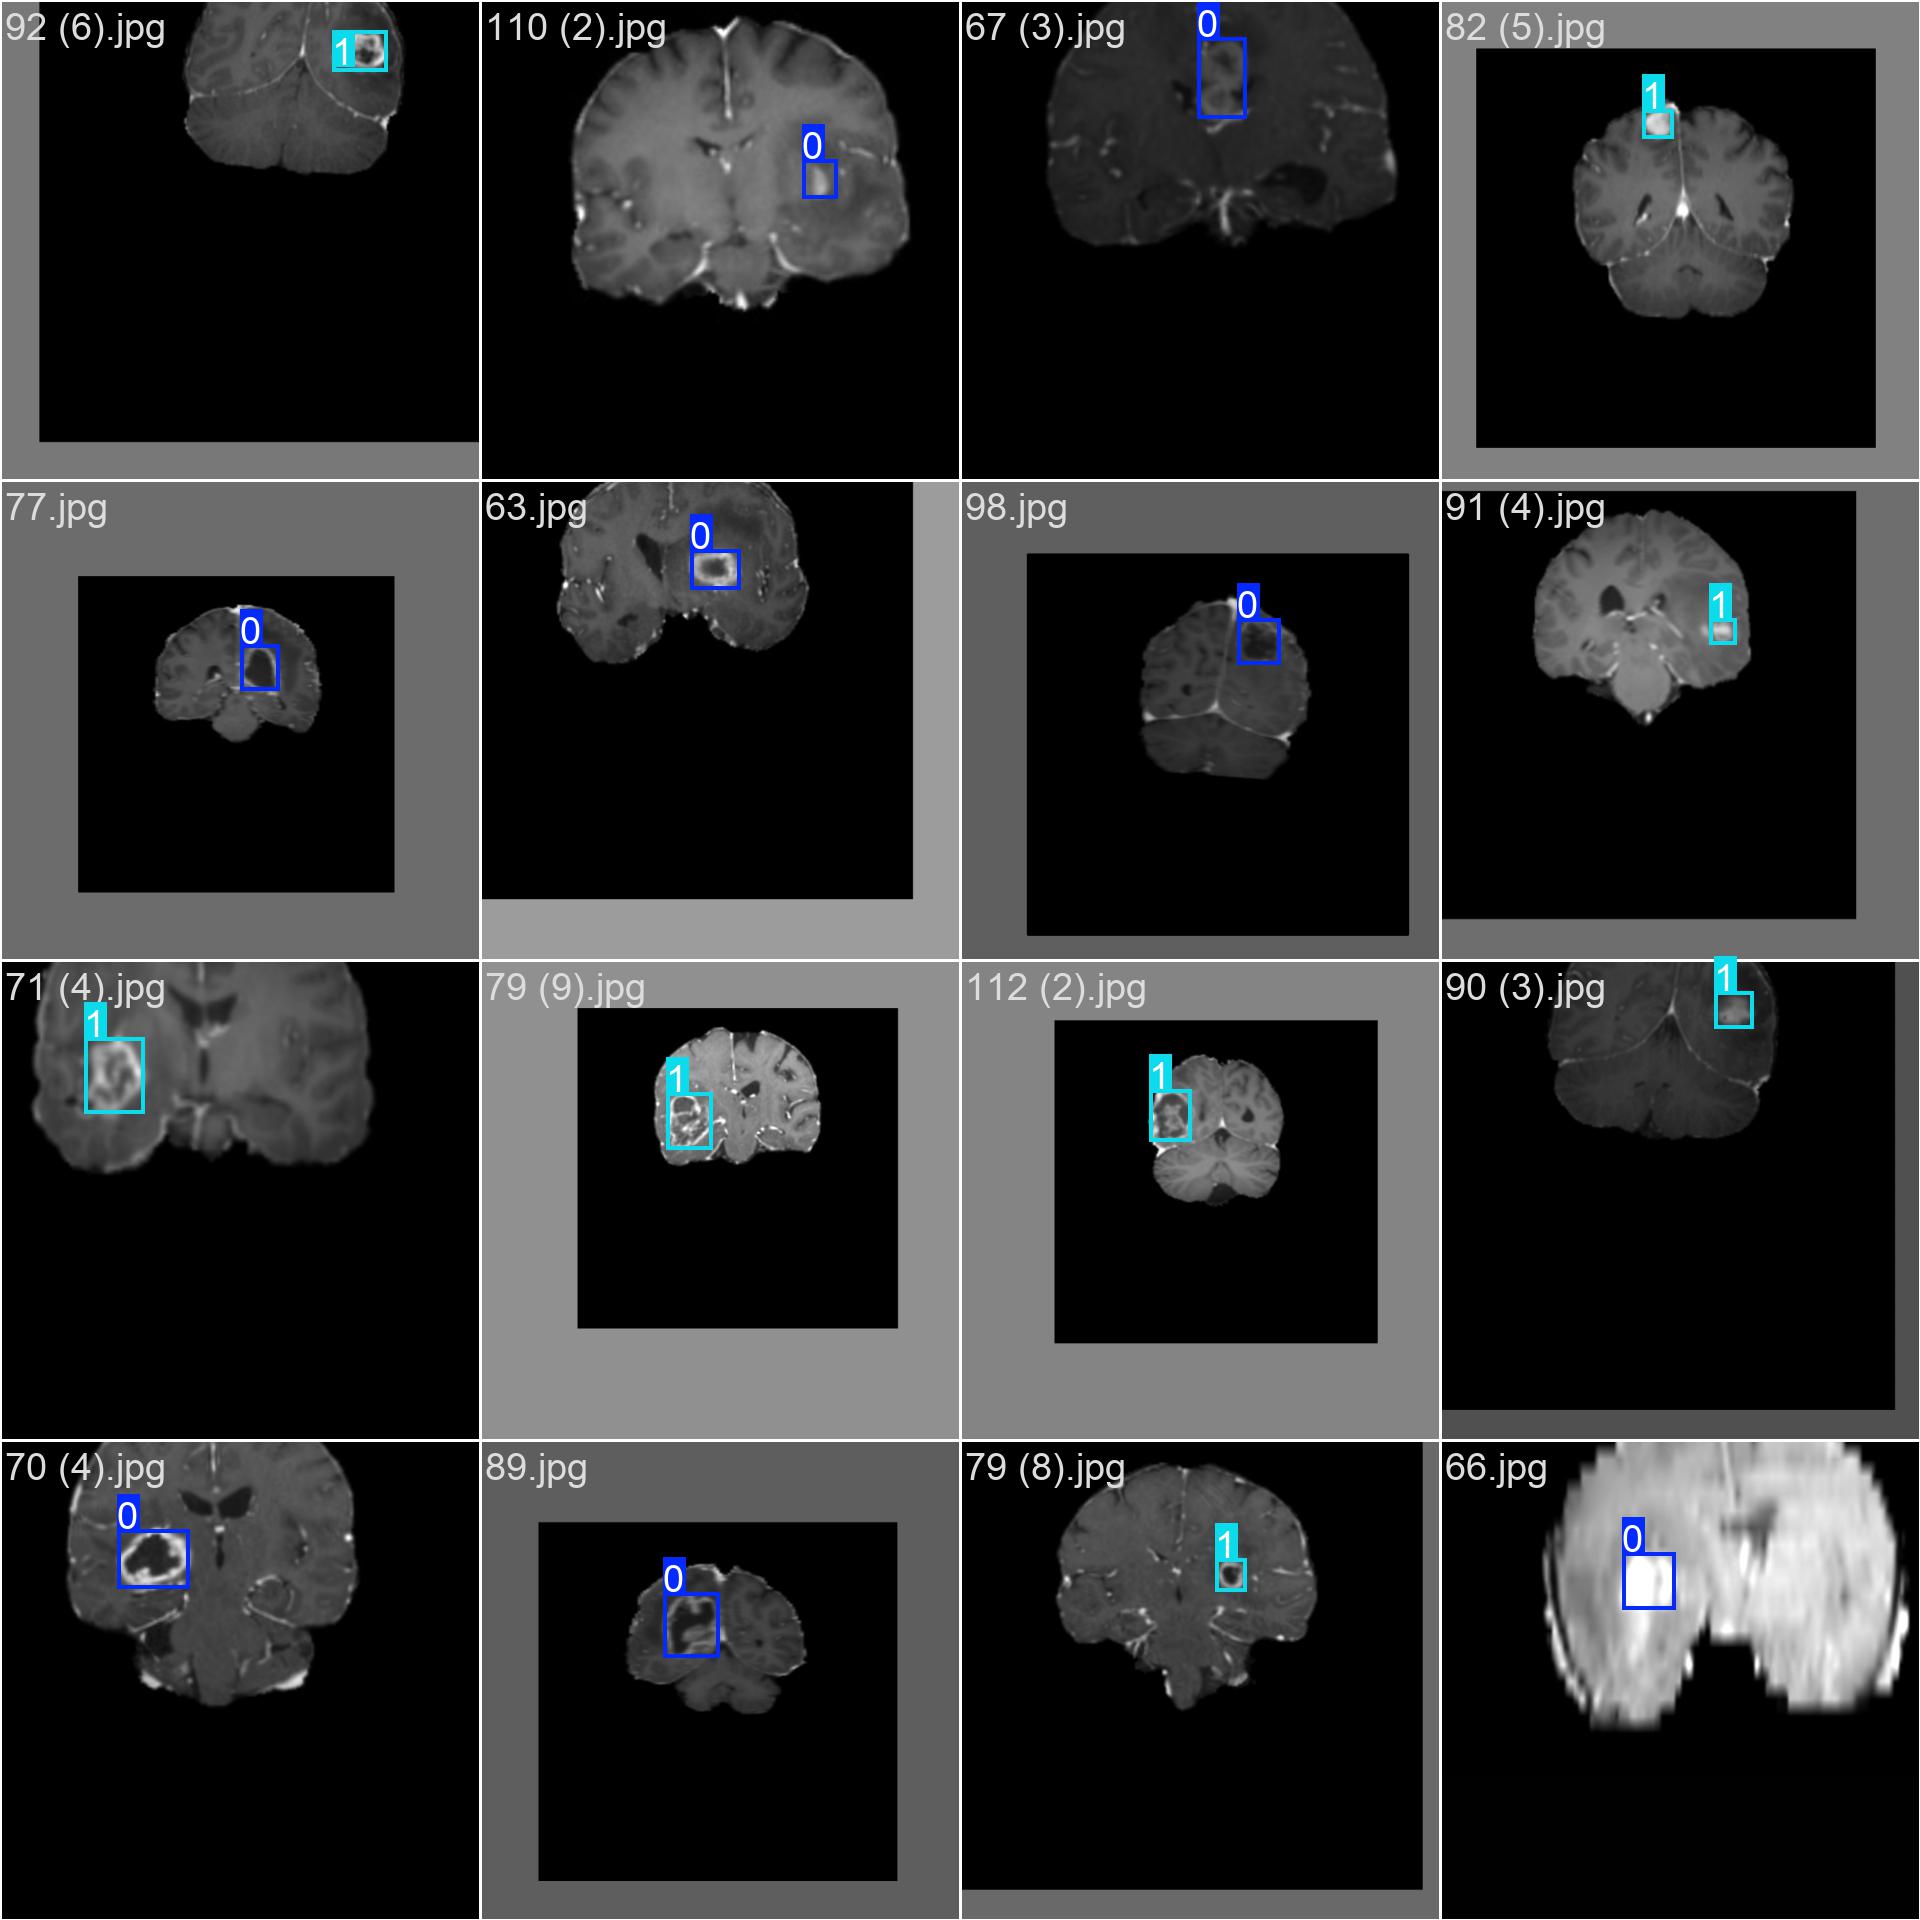 92 (6).jpg
1
110 (2).jpg
0
67 (3).jpg
0
82 (5).jpg
1
77.jpg
0
63.jpg
0
98.jpg
0
91 (4).jpg
1
71 (4).jpg
1
79 (9).jpg
1
112 (2).jpg
1
90 (3).jpg
1
70 (4).jpg
0
89.jpg
0
79 (8).jpg
1
66.jpg
0